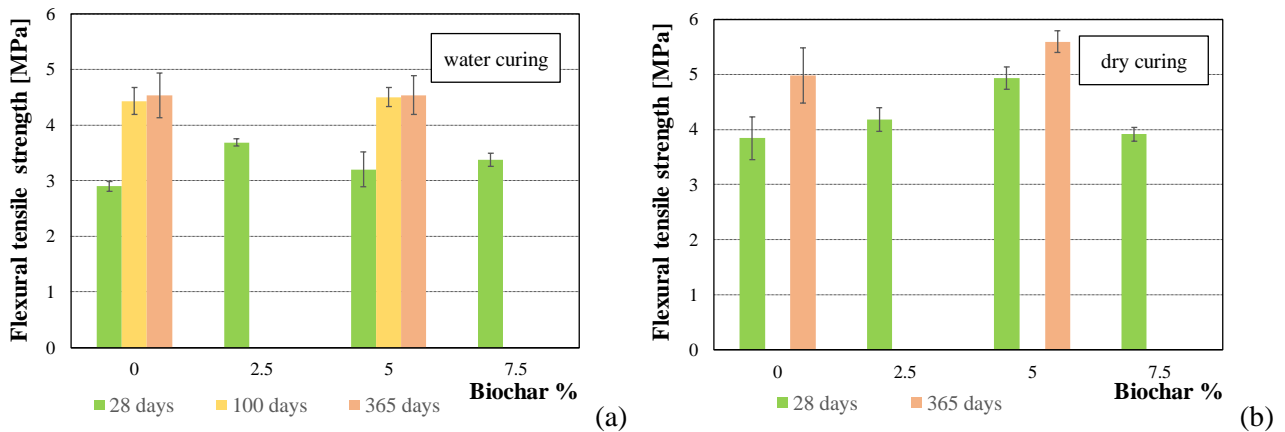 Flexural tensile strength [MPa]
6
5
4
3
2
1
0
water curing
0 2.5 5 7.5
Biochar %
28 days 100 days 365 days
(a)
Flexural tensile strength [MPa]
6
5
4
3
2
1
0
dry curing
0 2.5 5 7.5
Biochar %
28 days 365 days
(b)